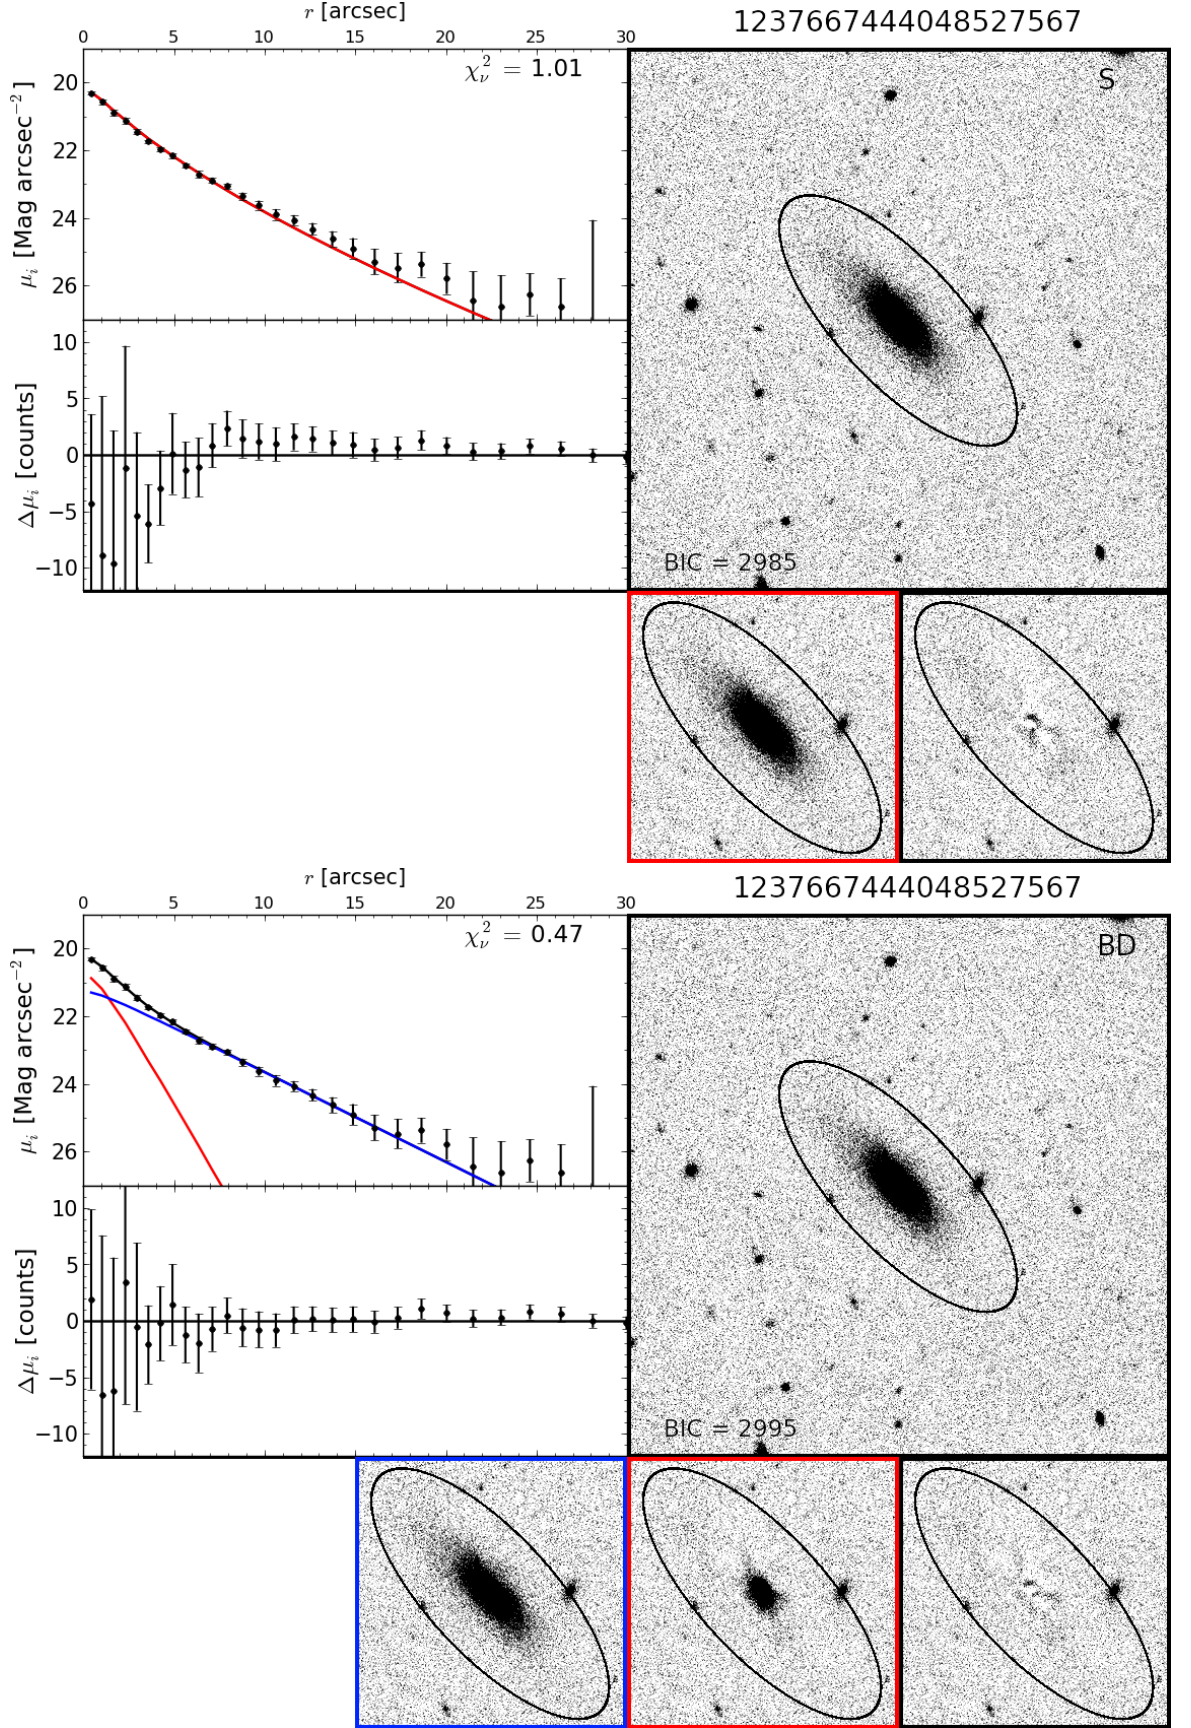 r [arcsec]
0 5 10 15 20 25 30
1237667444048527567
χ²ν = 1.01
S
20
22
24
26
μi [Mag arcsec−2]
10
5
0
−5
−10
Δμi [counts]
BIC = 2985
r [arcsec]
0 5 10 15 20 25 30
1237667444048527567
χ²ν = 0.47
BD
20
22
24
26
μi [Mag arcsec−2]
10
5
0
−5
−10
Δμi [counts]
BIC = 2995